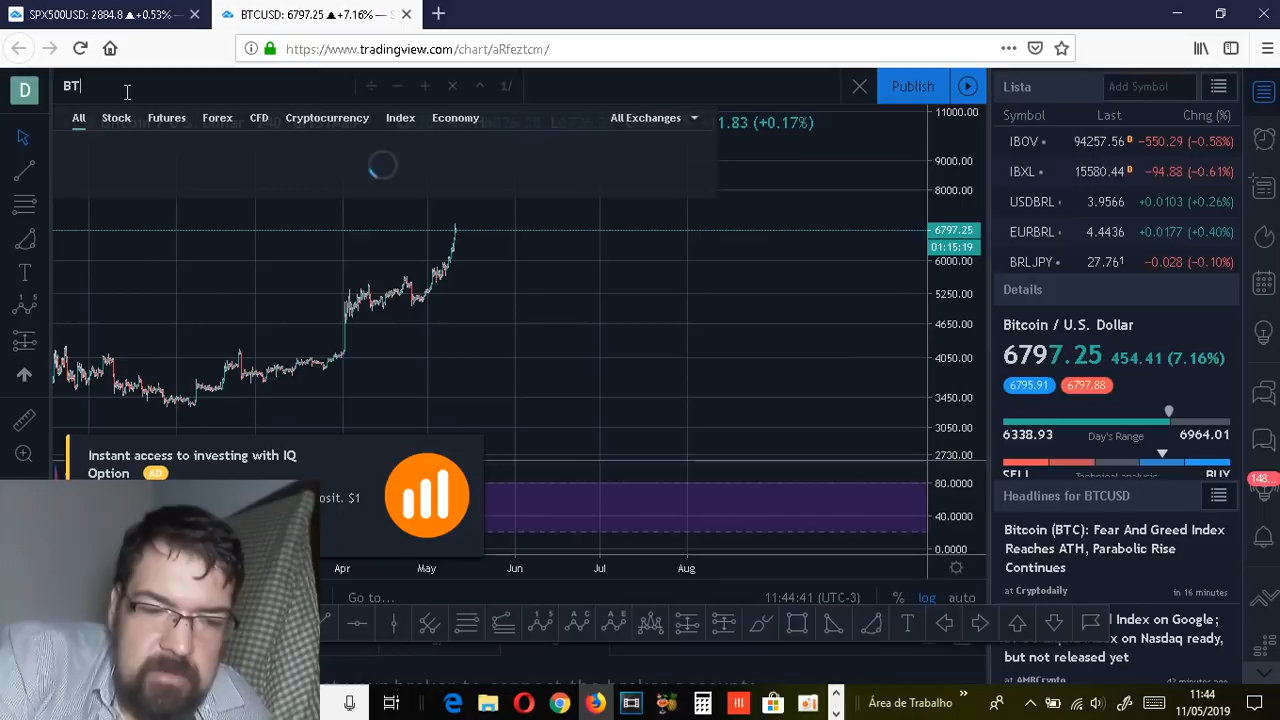 SPX500USD: 2884.8 ▲+0.53% —
BTCUSD: 6797.25 ▲+7.16% —
https://www.tradingview.com/chart/aRfeztcm/
D
BT
1/
Publish
All Stock Futures Forex CFD Cryptocurrency Index Economy All Exchanges
1.83 (+0.17%)
11000.00
9000.00
8000.00
6797.25
01:15:19
6000.00
5250.00
4650.00
4050.00
3450.00
3050.00
2730.00
80.0000
40.0000
0.0000
Instant access to investing with IQ
Option AD
posit. $1
Apr May Jun Jul Aug
Go to... 11:44:41 (UTC-3) % log auto
Lista Add Symbol
Symbol Last Chng (%)
IBOV 94257.56 D -550.29 (-0.58%)
IBXL 15580.44 D -94.88 (-0.61%)
USDBRL 3.9566 +0.0103 (+0.26%)
EURBRL 4.4436 +0.0177 (+0.40%)
BRLJPY 27.761 -0.028 (-0.10%)
Details
Bitcoin / U.S. Dollar
6797.25 454.41 (7.16%)
6795.91 6797.88
6338.93 Day's Range 6964.01
SELL BUY
Headlines for BTCUSD
148
Bitcoin (BTC): Fear And Greed Index
Reaches ATH, Parabolic Rise
Continues
at Cryptodaily in 16 minutes
l Index on Google;
x on Nasdaq ready,
but not released yet
at AMBCrypto
Área de Trabalho
11:44
11/05/2019